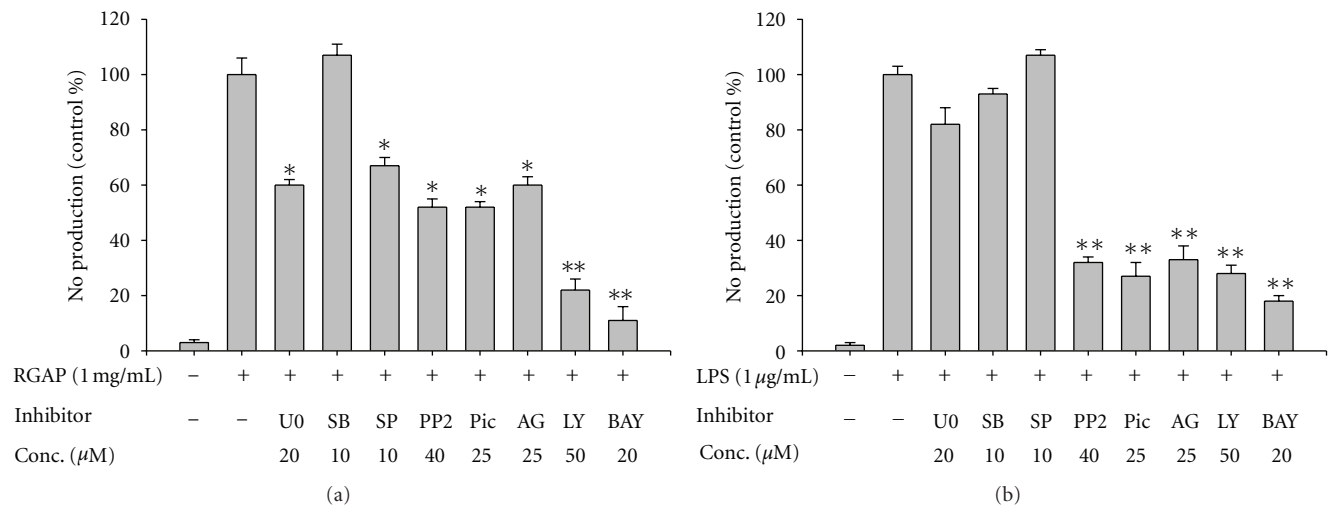 120
100
80
60
40
20
0
No production (control %)
*
*
*
*
*
**
**
RGAP (1 mg/mL) − + + + + + + + + +
Inhibitor − − U0 SB SP PP2 Pic AG LY BAY
Conc. (μM) 20 10 10 40 25 25 50 20
(a)
120
100
80
60
40
20
0
No production (control %)
**
**
**
**
**
LPS (1 μg/mL) − + + + + + + + + +
Inhibitor − − U0 SB SP PP2 Pic AG LY BAY
Conc. (μM) 20 10 10 40 25 25 50 20
(b)